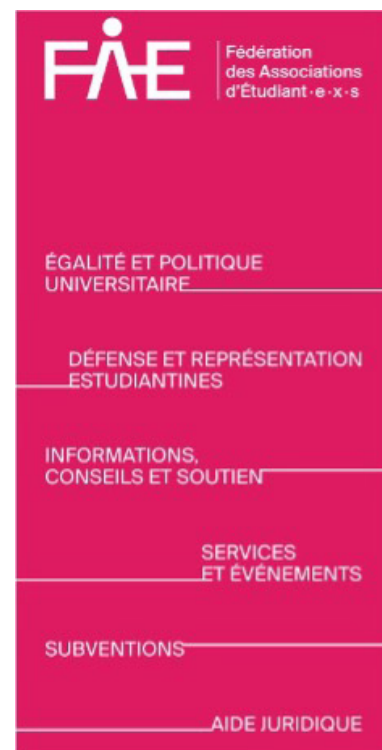 FAE
Fédération
des Associations
d'Étudiant·e·x·s
ÉGALITÉ ET POLITIQUE
UNIVERSITAIRE
DÉFENSE ET REPRÉSENTATION
ESTUDIANTINES
INFORMATIONS,
CONSEILS ET SOUTIEN
SERVICES
ET ÉVÉNEMENTS
SUBVENTIONS
AIDE JURIDIQUE